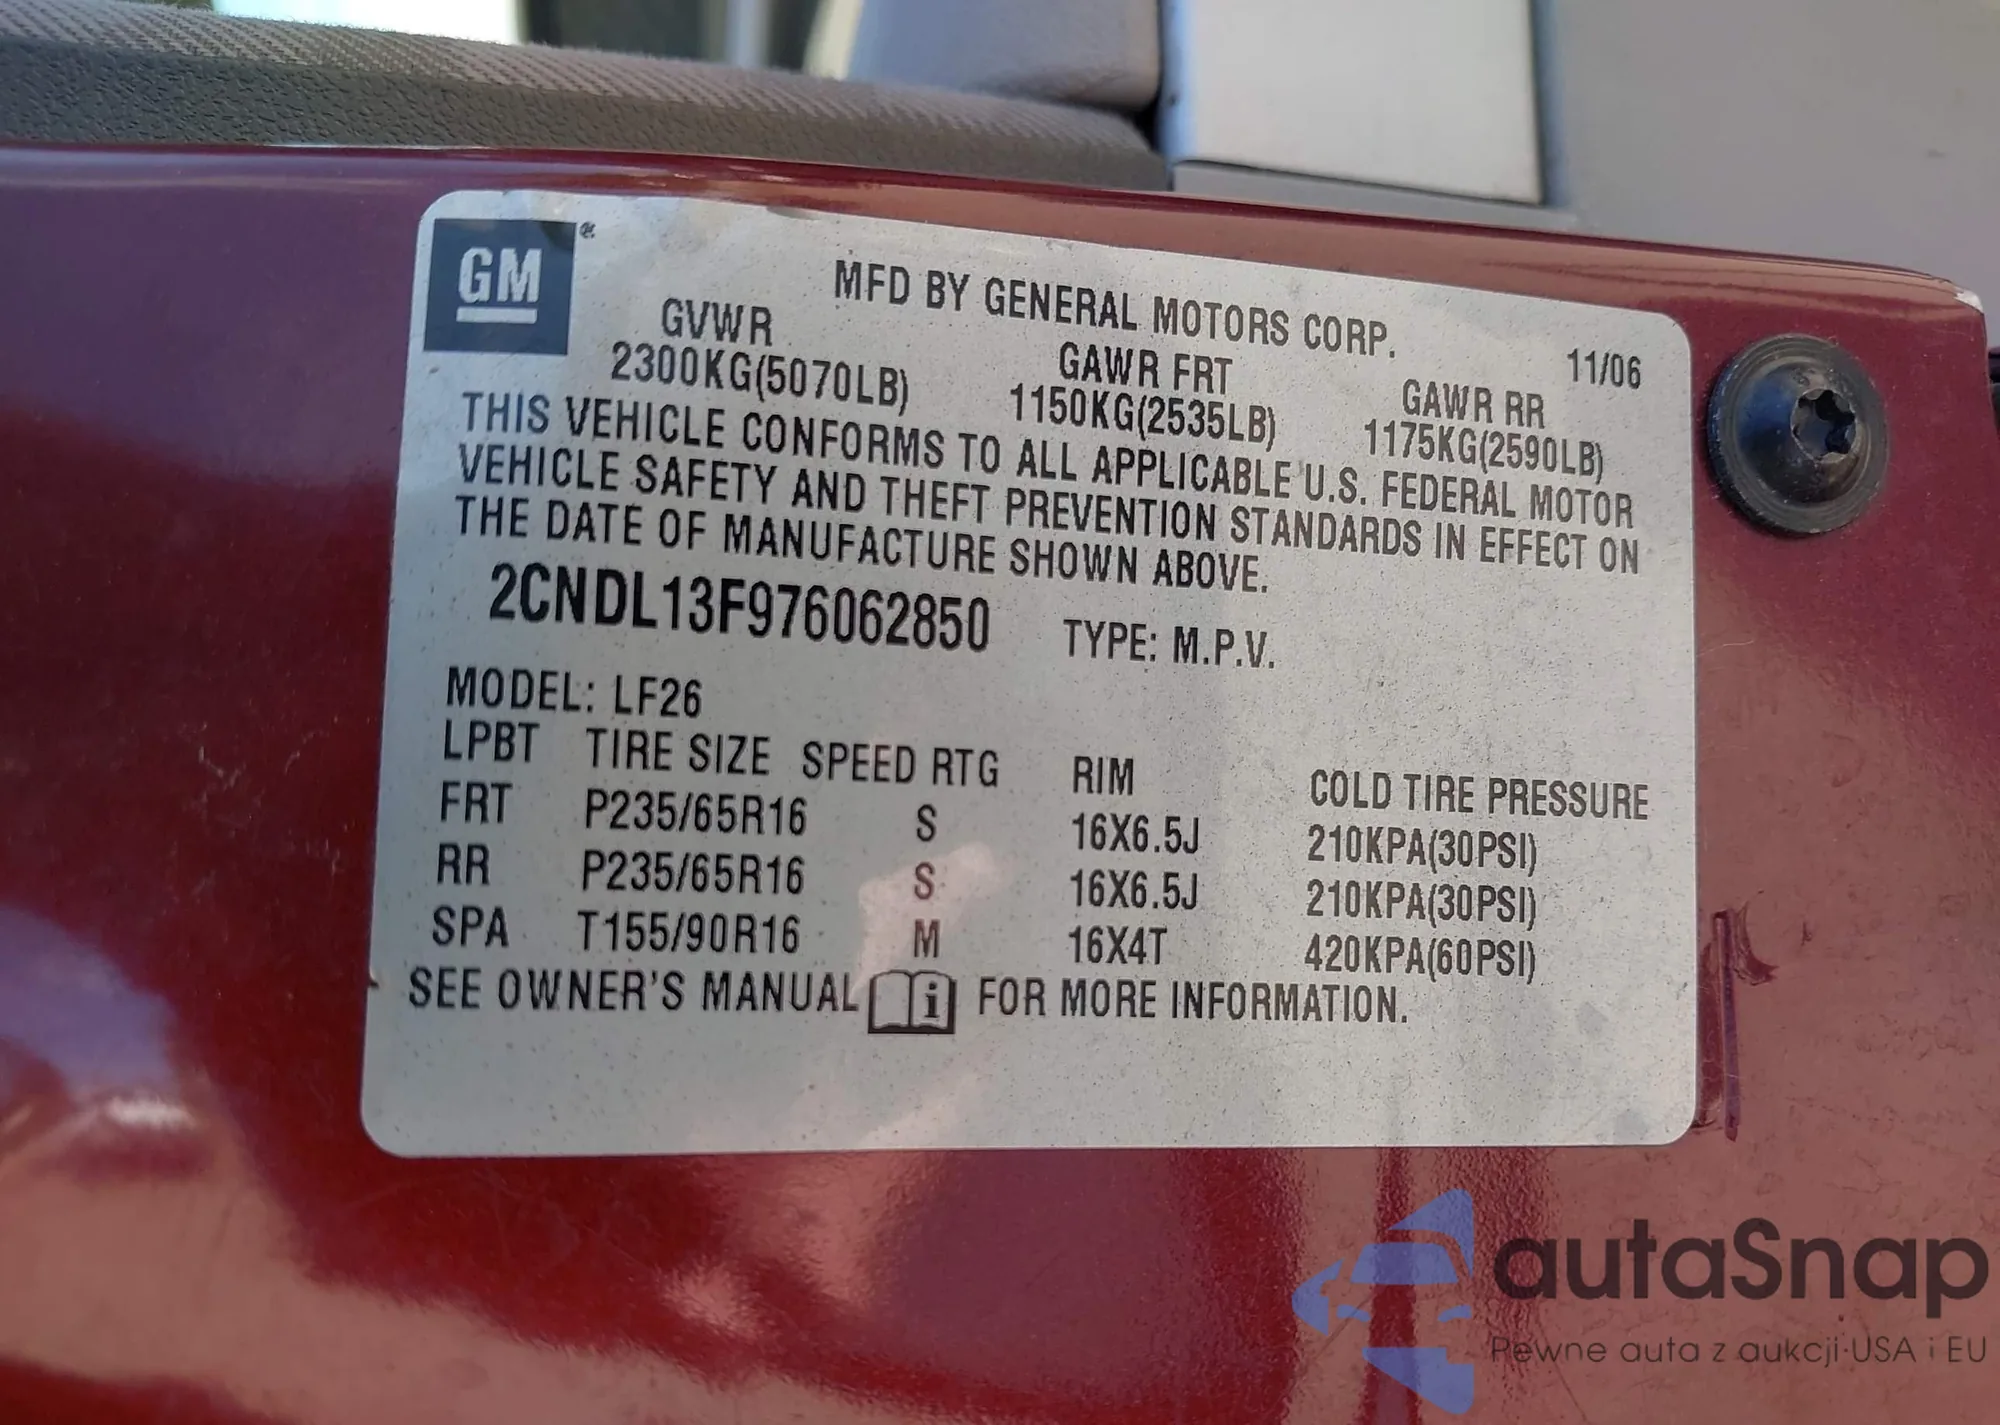 GM®
MFD BY GENERAL MOTORS CORP. 11/06
GVWR GAWR FRT GAWR RR
2300KG(5070LB) 1150KG(2535LB) 1175KG(2590LB)
THIS VEHICLE CONFORMS TO ALL APPLICABLE U.S. FEDERAL MOTOR
VEHICLE SAFETY AND THEFT PREVENTION STANDARDS IN EFFECT ON
THE DATE OF MANUFACTURE SHOWN ABOVE.
2CNDL13F976062850 TYPE: M.P.V.
MODEL: LF26
LPBT TIRE SIZE SPEED RTG RIM COLD TIRE PRESSURE
FRT P235/65R16 S 16X6.5J 210KPA(30PSI)
RR P235/65R16 S 16X6.5J 210KPA(30PSI)
SPA T155/90R16 M 16X4T 420KPA(60PSI)
SEE OWNER'S MANUAL i FOR MORE INFORMATION.
autaSnap
Pewne auta z aukcji USA i EU